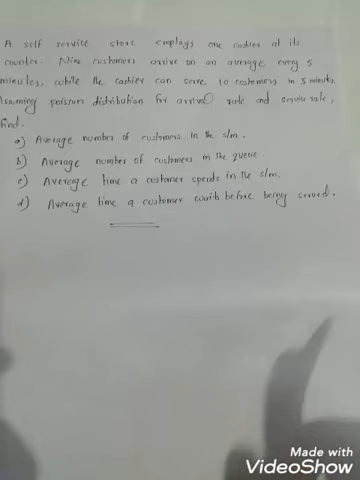 A self service store employs one cashier at its
counter. Nine customers arrive on an average every 5
minutes, while the cashier can serve 10 customers in 5 minutes.
Assuming poisson distribution for arrival rate and service rate,
find.
a) Average number of customers in the s/m.
b) Average number of customers in the queue.
c) Average time a customer spends in the s/m.
d) Average time a customer waits before being served.
Made with
VideoShow